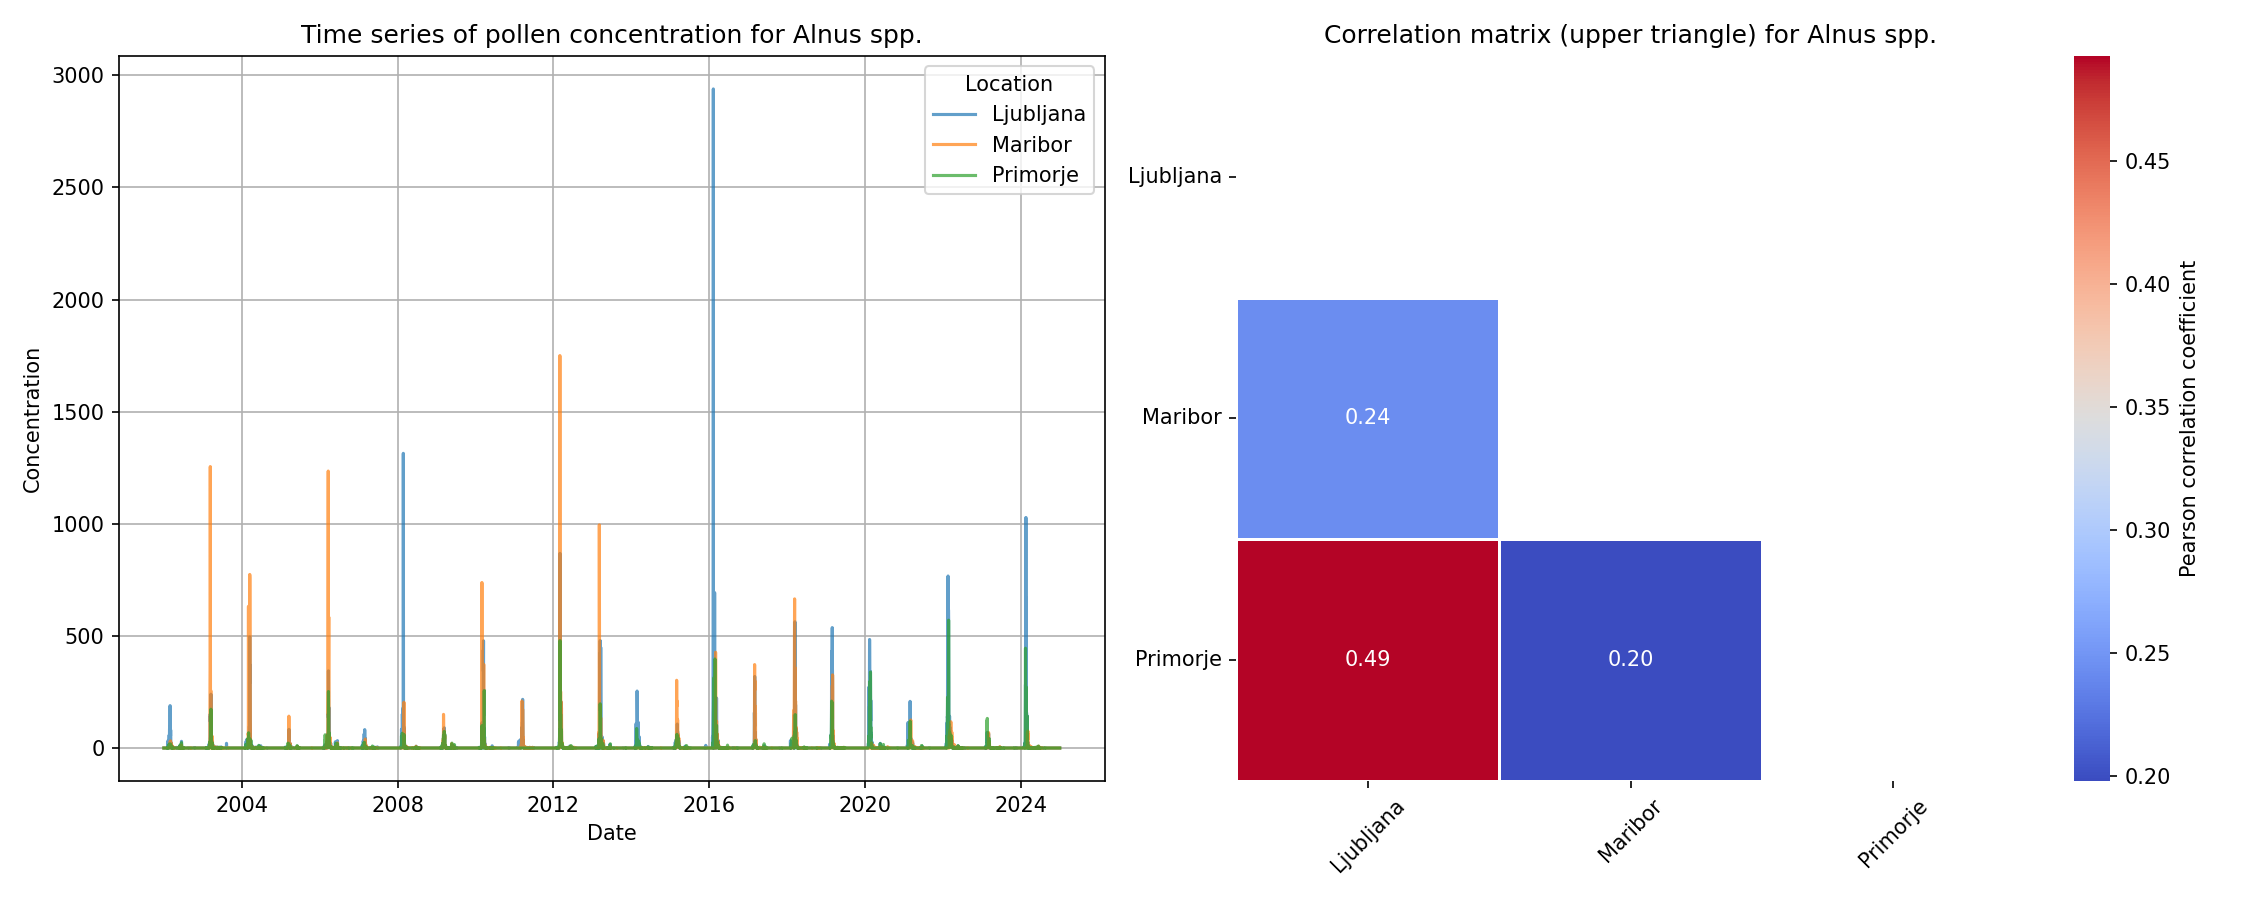 Time series of pollen concentration for Alnus spp.
3000
2500
2000
1500
1000
500
0
Concentration
Location
Ljubljana
Maribor
Primorje
2004
2008
2012
2016
2020
2024
Date
Correlation matrix (upper triangle) for Alnus spp.
Ljubljana
Maribor
Primorje
0.24
0.49
0.20
Ljubljana
Maribor
Primorje
0.45
0.40
0.35
0.30
0.25
0.20
Pearson correlation coefficient